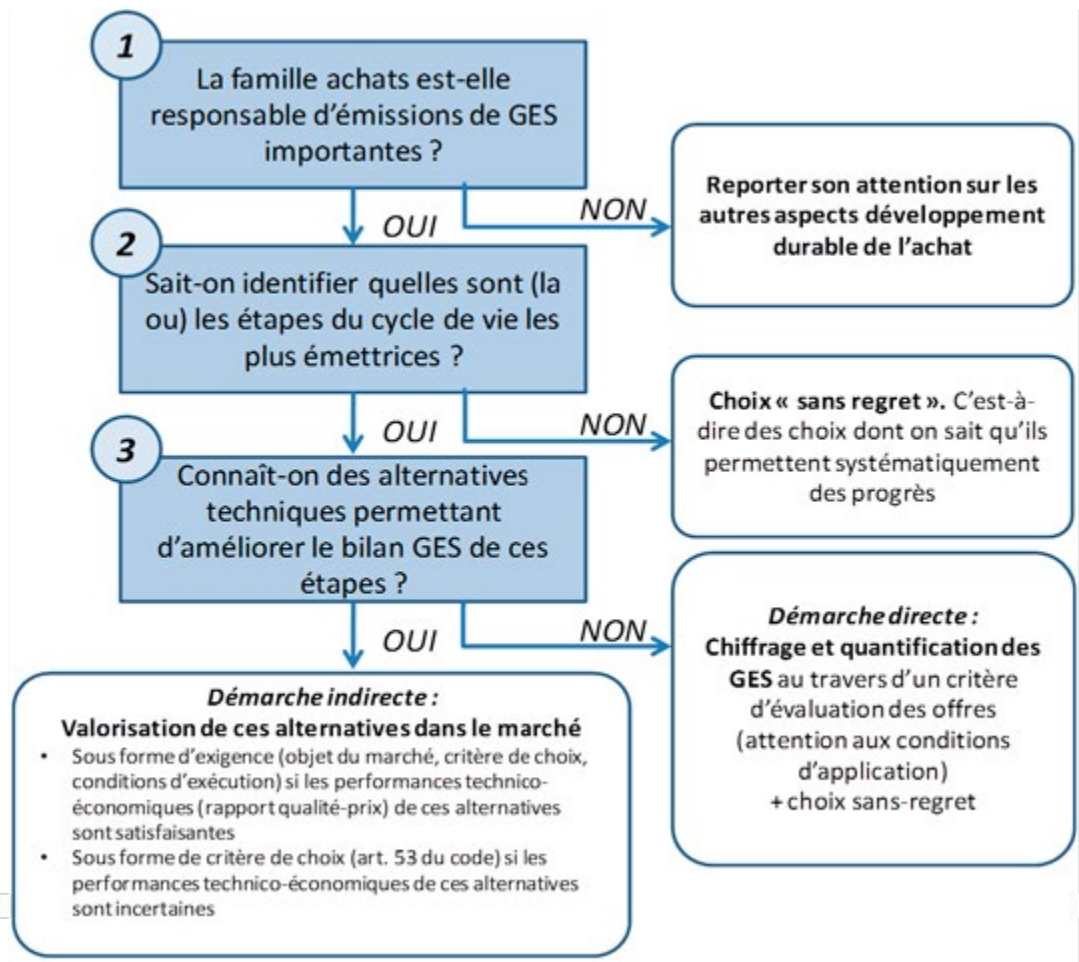 1
La famille achats est-elle
responsable d'émissions de GES
importantes ?
OUI
NON
Reporter son attention sur les
autres aspects développement
durable de l'achat
2
Sait-on identifier quelles sont (la
ou) les étapes du cycle de vie les
plus émettrices ?
OUI
NON
Choix « sans regret ». C'est-à-
dire des choix dont on sait qu'ils
permettent systématiquement
des progrès
3
Connaît-on des alternatives
techniques permettant
d'améliorer le bilan GES de ces
étapes ?
OUI
NON
Démarche directe :
Chiffrage et quantification des
GES au travers d'un critère
d'évaluation des offres
(attention aux conditions
d'application)
+ choix sans-regret
Démarche indirecte :
Valorisation de ces alternatives dans le marché
• Sous forme d'exigence (objet du marché, critère de choix,
conditions d'exécution) si les performances technico-
économiques (rapport qualité-prix) de ces alternatives
sont satisfaisantes
• Sous forme de critère de choix (art. 53 du code) si les
performances technico-économiques de ces alternatives
sont incertaines